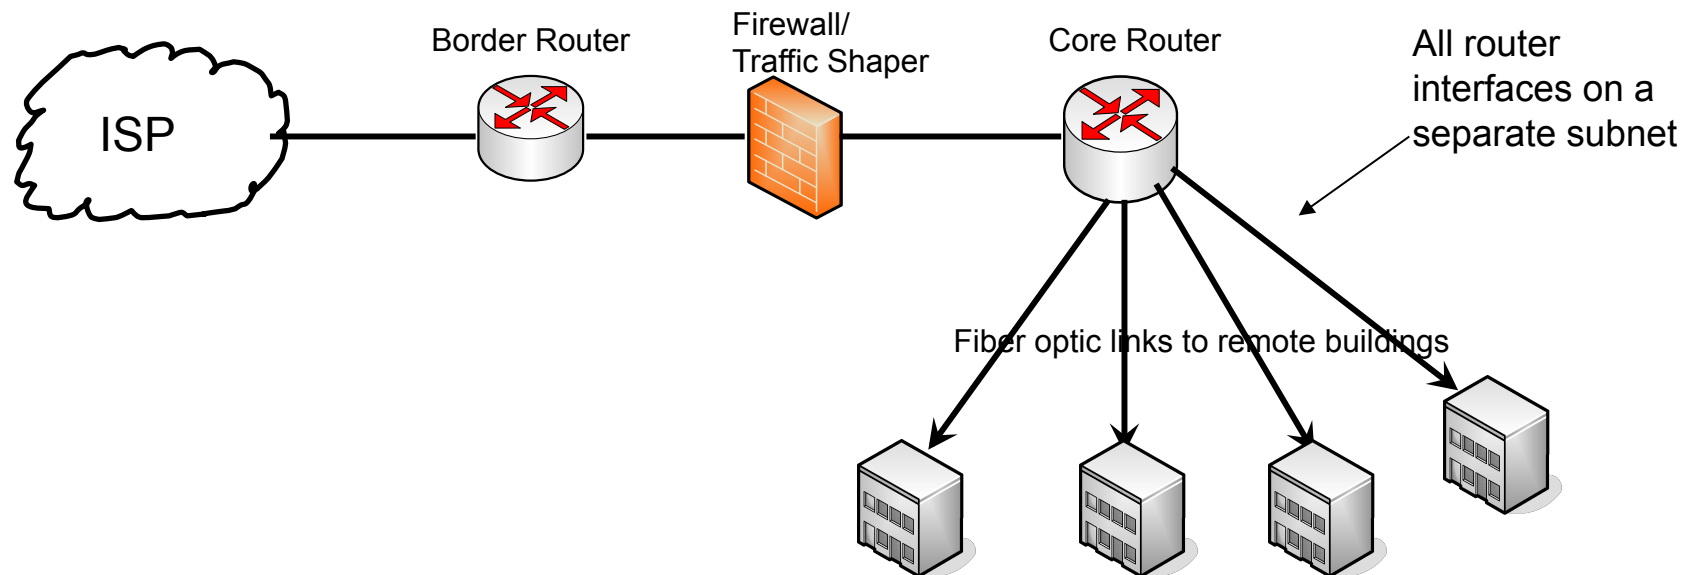 ISP
Border Router
Firewall/
Traffic Shaper
Core Router
All router
interfaces on a
separate subnet
Fiber optic links to remote buildings